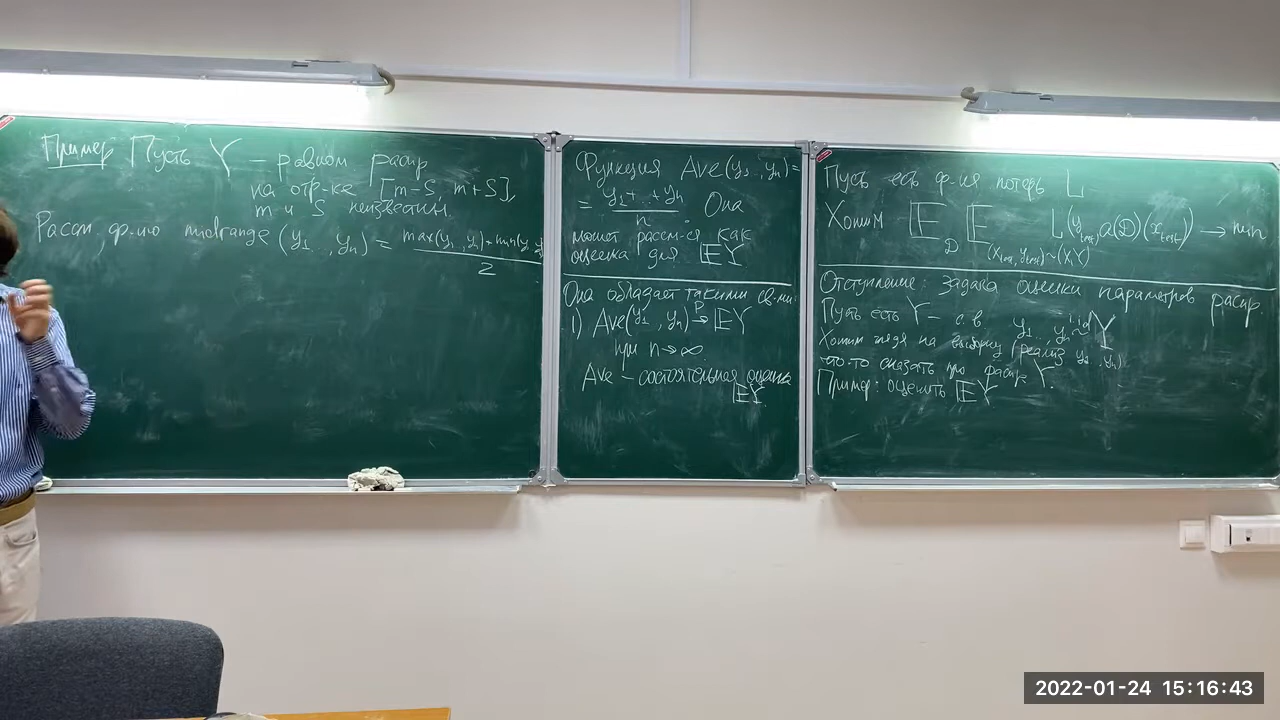 Пример Пусть Y – равном распр
на отр-ке [m-S, m+S],
m и S неизвестны.
Рассм. ф-ию midrange (y₁ ..., yₙ) = max(y₁,.., yₙ)+min(y₁, yₙ) / 2
Функция Ave(y₁ .., yₙ) =
= y₁+...+yₙ / n . Она
может рассм-ся как
оценка для 𝔼Y
Она обладает такими св-ми:
1) Ave(y₁ .., yₙ) →ᴾ 𝔼Y
при n→∞.
Ave – состоятельная оценка
𝔼Y.
Пусть есть ф-ия потерь L
Хотим 𝔼_D 𝔼_(x_test, y_test)~(X,Y) L(y_test, a(D)(x_test)) → min
Отступление: задача оценки параметров распр.
Пусть есть Y – с.в. y₁ .., yₙ ~ⁱⁱᵈ Y
Хотим глядя на выборку (реализ y₁ .., yₙ)
что-то сказать про распр Y.
Пример: оценить 𝔼Y
2022-01-24 15:16:43